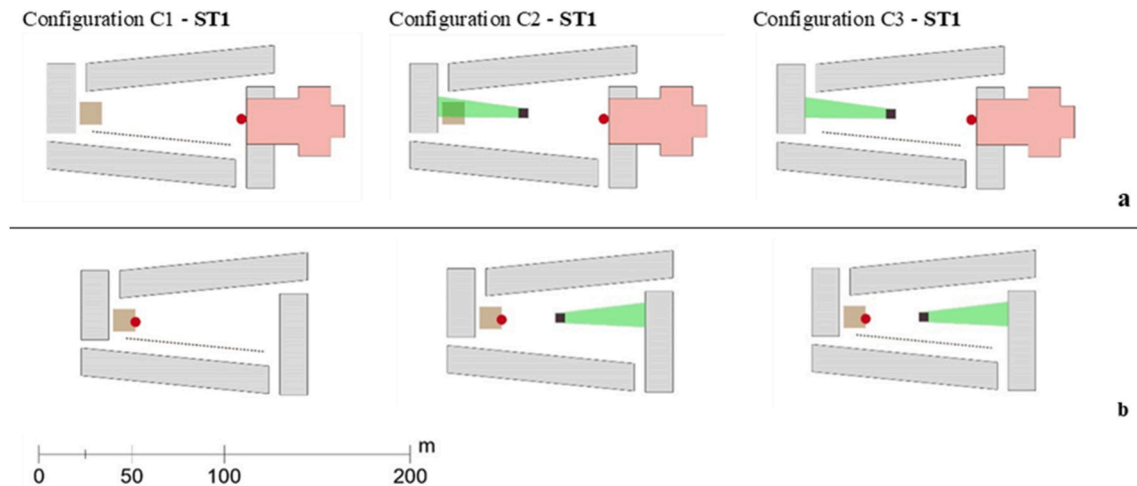 Configuration C1 - ST1
Configuration C2 - ST1
Configuration C3 - ST1
a
b
m
0 50 100 200